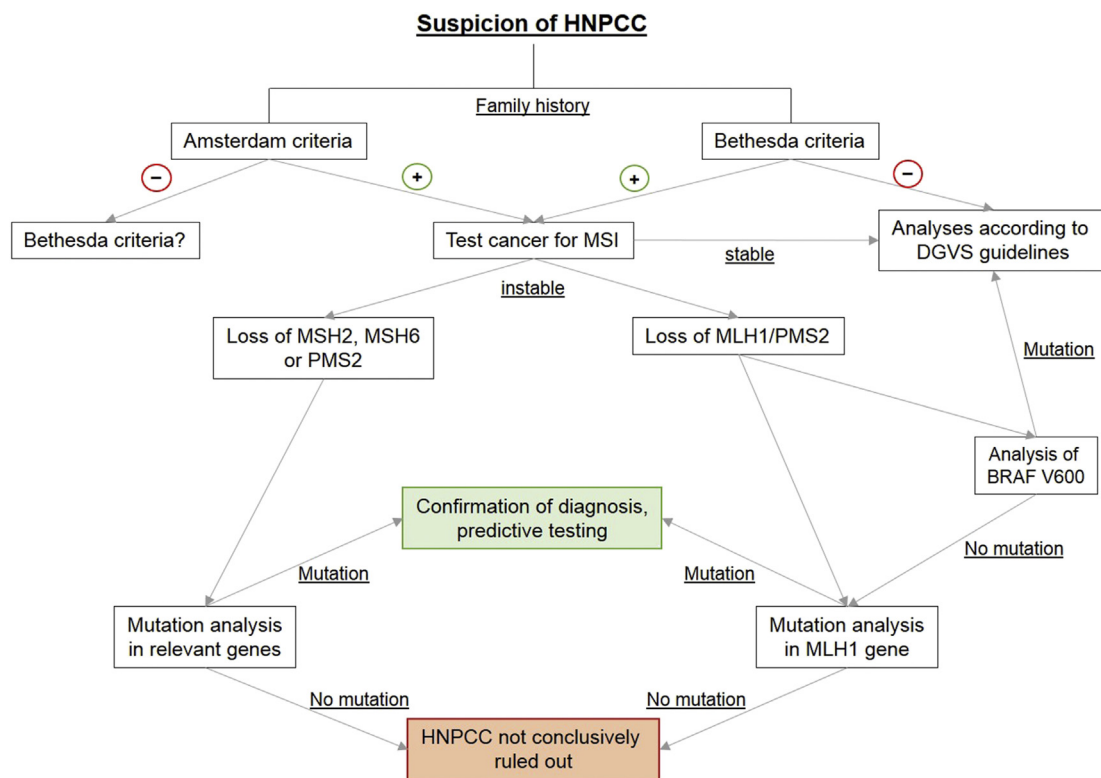 Suspicion of HNPCC
Family history
Amsterdam criteria
Bethesda criteria
−
+
+
−
Bethesda criteria?
Test cancer for MSI
stable
Analyses according to
DGVS guidelines
instable
Loss of MSH2, MSH6
or PMS2
Loss of MLH1/PMS2
Mutation
Analysis of
BRAF V600
Confirmation of diagnosis,
predictive testing
No mutation
Mutation
Mutation
Mutation analysis
in relevant genes
Mutation analysis
in MLH1 gene
No mutation
No mutation
HNPCC not conclusively
ruled out